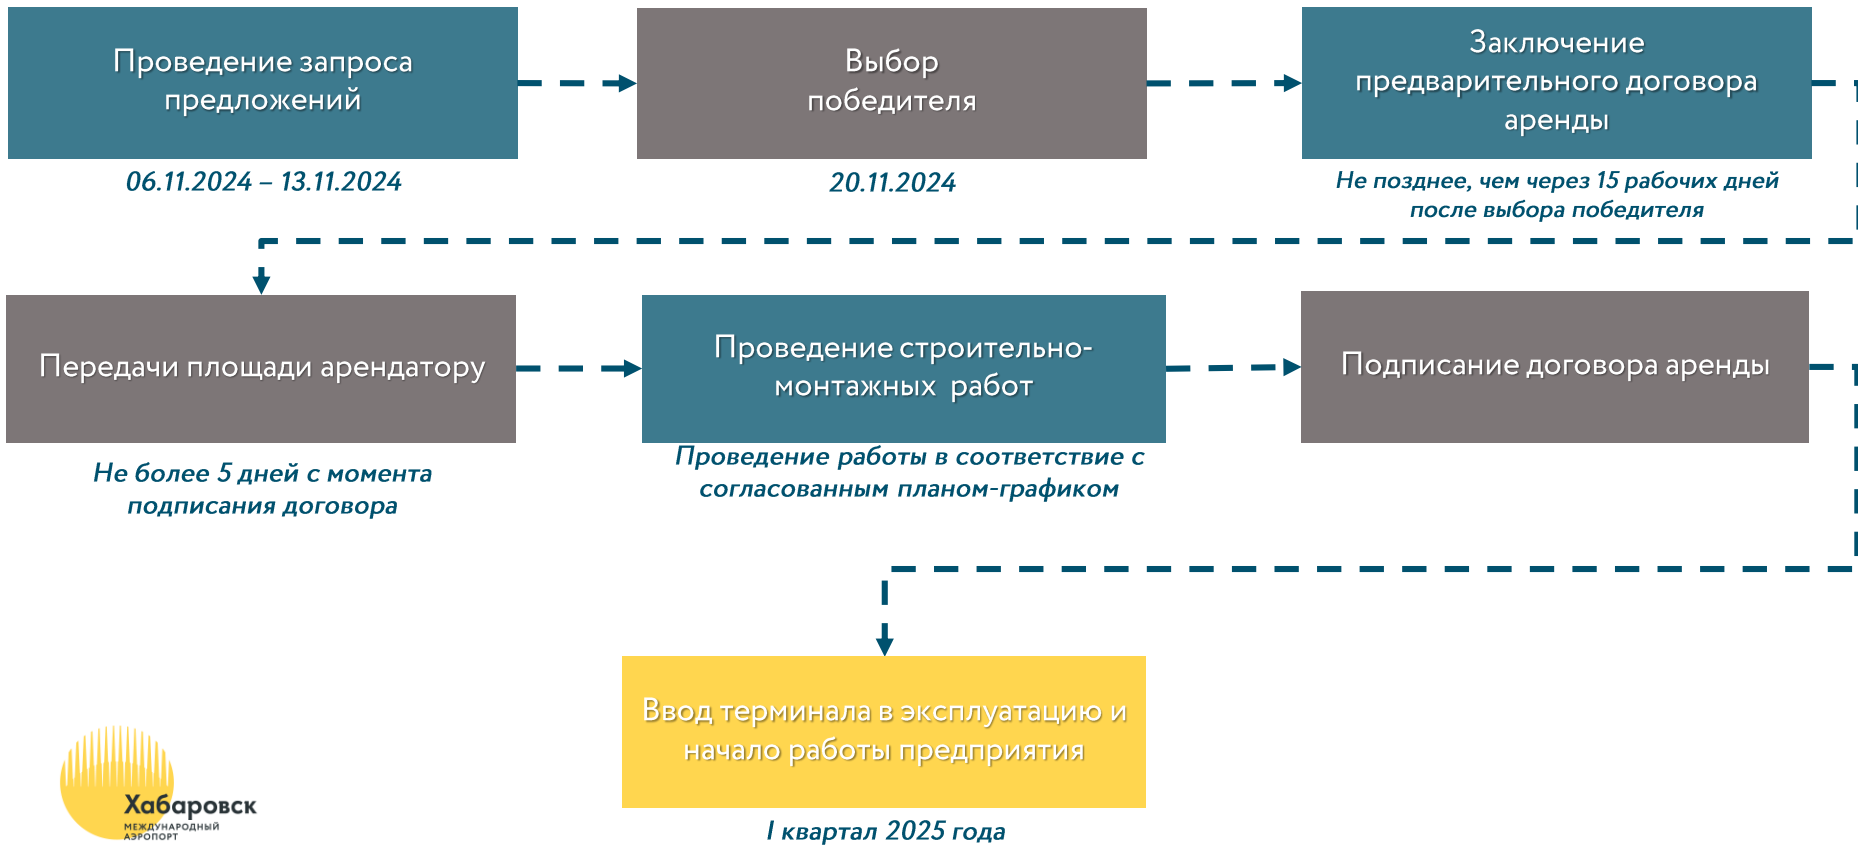 Проведение запроса
предложений
06.11.2024 – 13.11.2024
Выбор
победителя
20.11.2024
Заключение
предварительного договора
аренды
Не позднее, чем через 15 рабочих дней
после выбора победителя
Передачи площади арендатору
Не более 5 дней с момента
подписания договора
Проведение строительно-
монтажных работ
Проведение работы в соответствие с
согласованным планом-графиком
Подписание договора аренды
Ввод терминала в эксплуатацию и
начало работы предприятия
I квартал 2025 года
Хабаровск
МЕЖДУНАРОДНЫЙ
АЭРОПОРТ